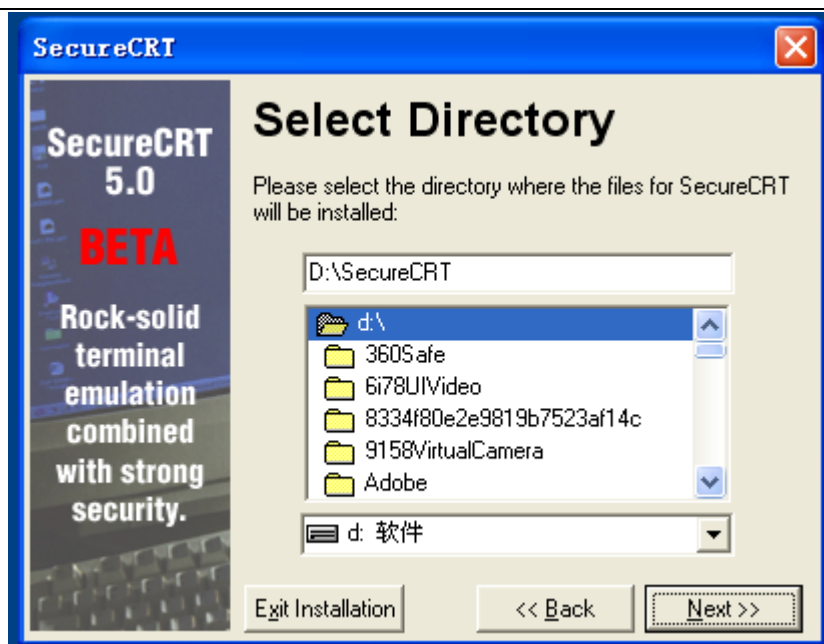 SecureCRT
SecureCRT
5.0
BETA
Rock-solid
terminal
emulation
combined
with strong
security.
Select Directory
Please select the directory where the files for SecureCRT
will be installed:
D:\SecureCRT
d:\
360Safe
6i78UIVideo
8334f80e2e9819b7523af14c
9158VirtualCamera
Adobe
d: 软件
Exit Installation
<< Back
Next >>